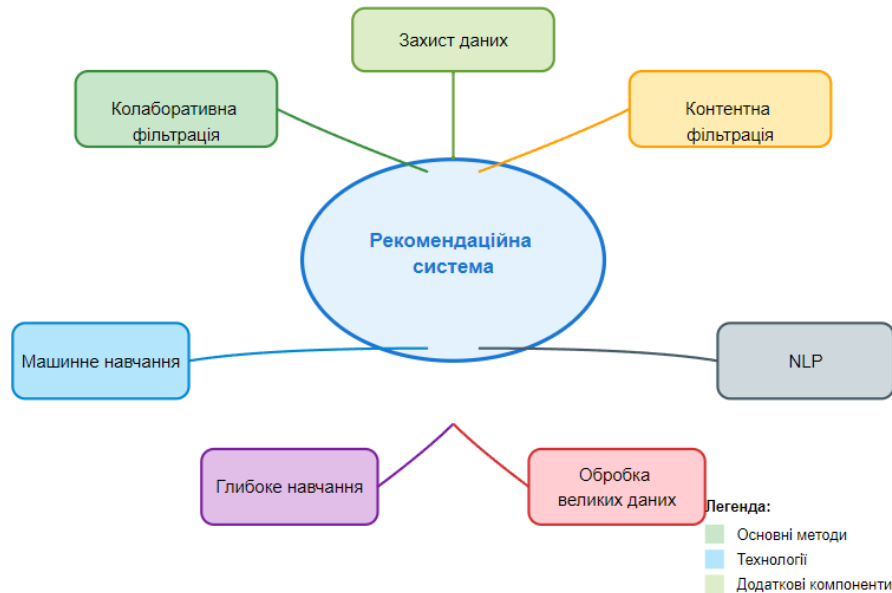 Захист даних
Колаборативна
фільтрація
Контентна
фільтрація
Рекомендаційна
система
Машинне навчання
NLP
Глибоке навчання
Обробка
великих даних
Легенда:
Основні методи
Технології
Додаткові компоненти